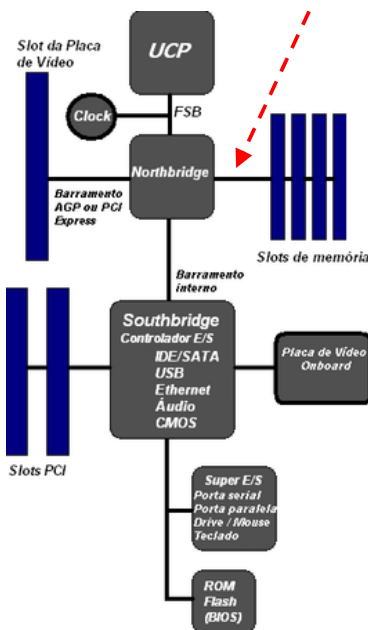 Slot da Placa
de Vídeo
UCP
Clock
FSB
Northbridge
Barramento
AGP ou PCI
Express
Slots de memória
Barramento
interno
Southbridge
Controlador E/S
IDE/SATA
USB
Ethernet
Áudio
CMOS
Placa de Vídeo
Onboard
Slots PCI
Super E/S
Porta serial
Porta paralela
Drive / Mouse
Teclado
ROM
Flash
(BIOS)